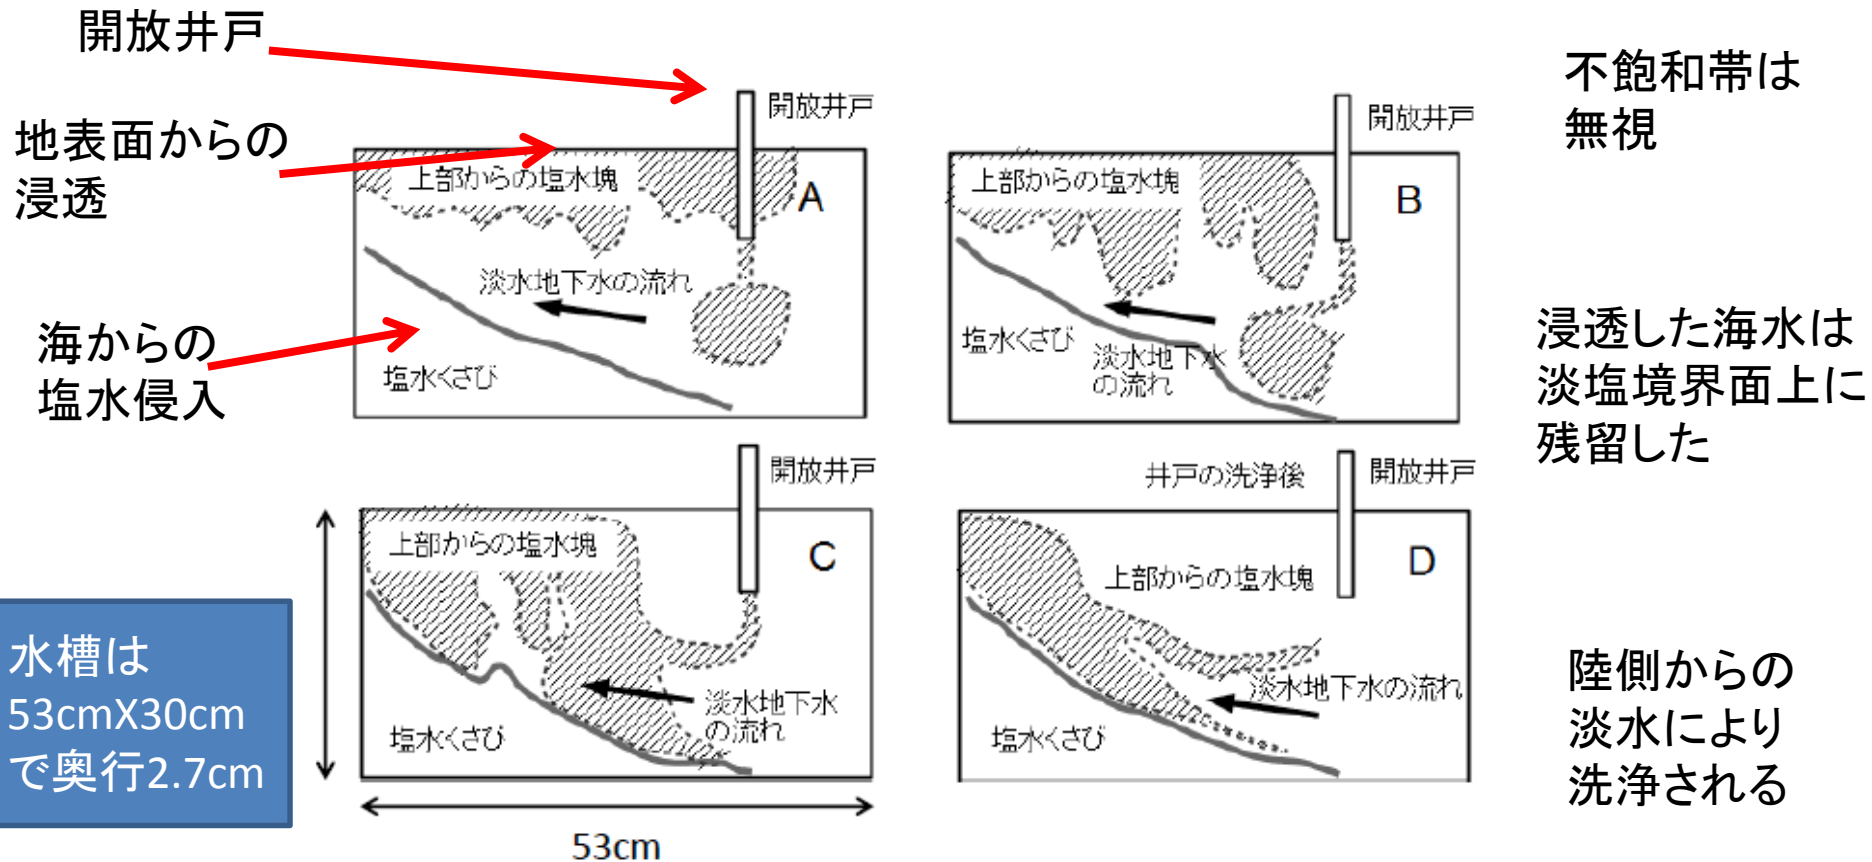 開放井戸
地表面からの
浸透
海からの
塩水侵入
水槽は
53cmX30cm
で奥行2.7cm
開放井戸
上部からの塩水塊
A
淡水地下水の流れ
塩水くさび
開放井戸
上部からの塩水塊
B
塩水くさび
淡水地下水
の流れ
開放井戸
上部からの塩水塊
C
淡水地下水
の流れ
塩水くさび
53cm
井戸の洗浄後
開放井戸
上部からの塩水塊
D
淡水地下水の流れ
塩水くさび
不飽和帯は
無視
浸透した海水は
淡塩境界面上に
残留した
陸側からの
淡水により
洗浄される